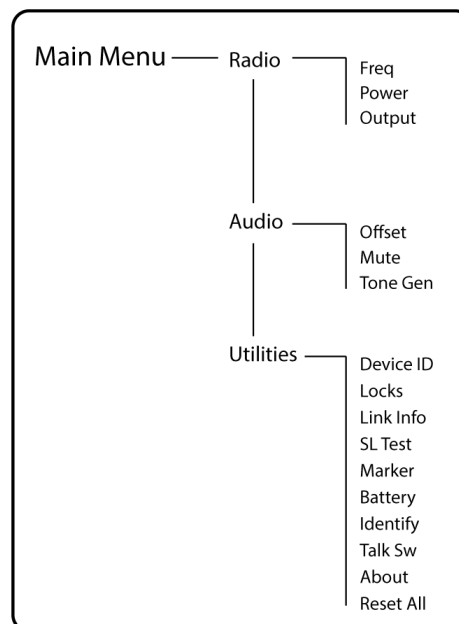 Main Menu
Radio
Freq
Power
Output
Audio
Offset
Mute
Tone Gen
Utilities
Device ID
Locks
Link Info
SL Test
Marker
Battery
Identify
Talk Sw
About
Reset All